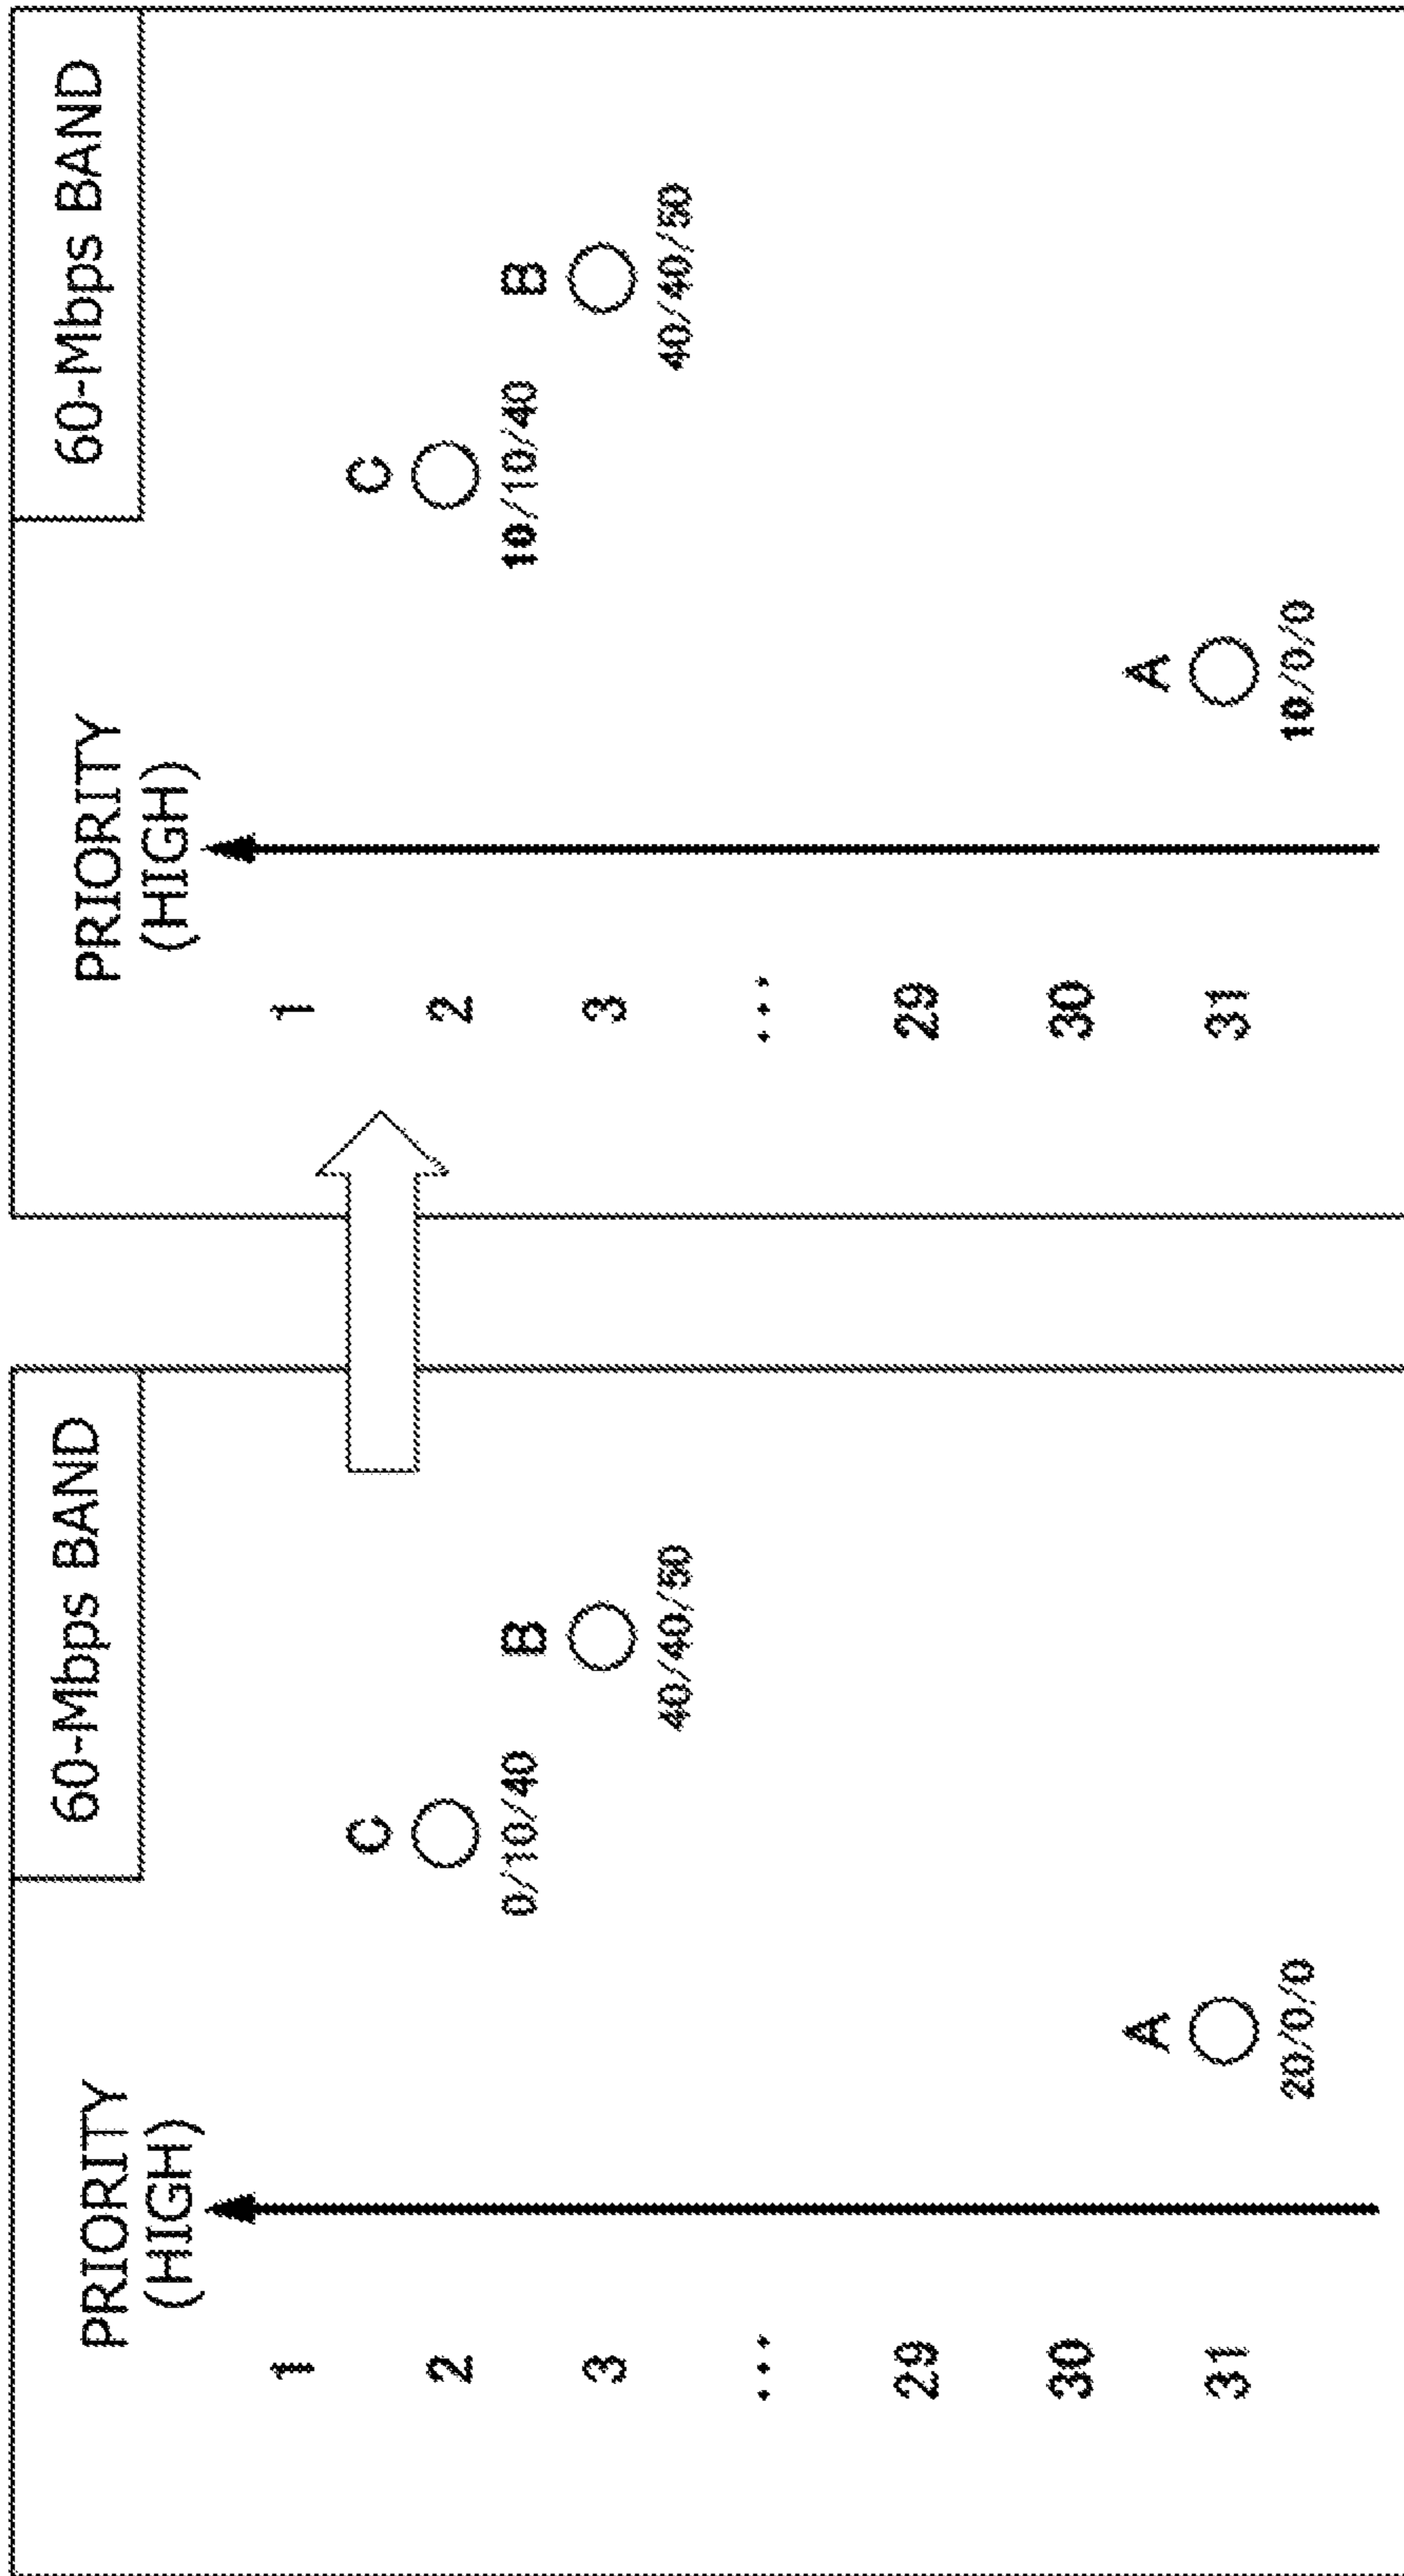 60-Mbps BAND
PRIORITY
(HIGH)
1
2
3
...
29
30
31
C
0/10/40
B
40/40/50
A
20/0/0
60-Mbps BAND
PRIORITY
(HIGH)
1
2
3
...
29
30
31
C
10/10/40
B
40/40/50
A
10/0/0